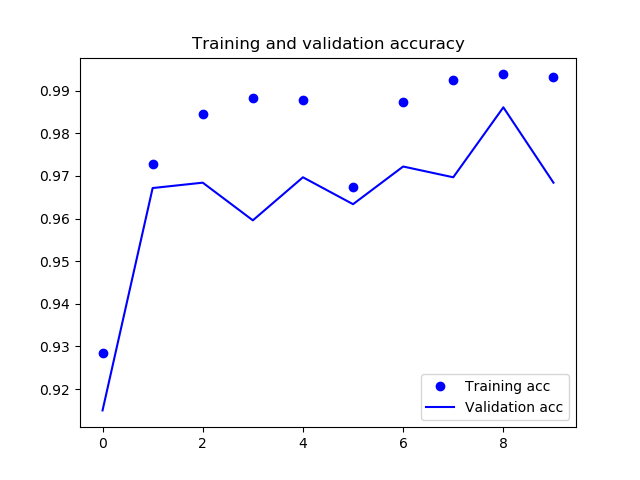 Training and validation accuracy
0.99
0.98
0.97
0.96
0.95
0.94
0.93
0.92
Training acc
Validation acc
0 2 4 6 8